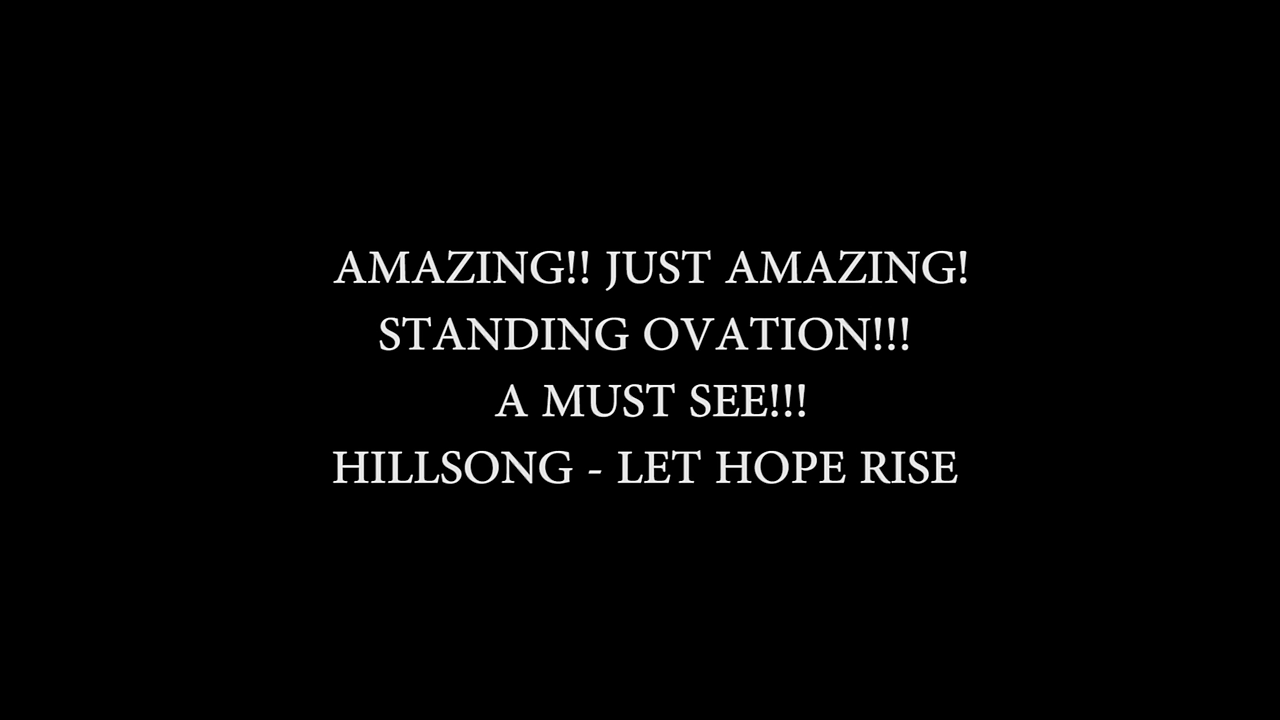 AMAZING!! JUST AMAZING!
STANDING OVATION!!!
A MUST SEE!!!
HILLSONG - LET HOPE RISE